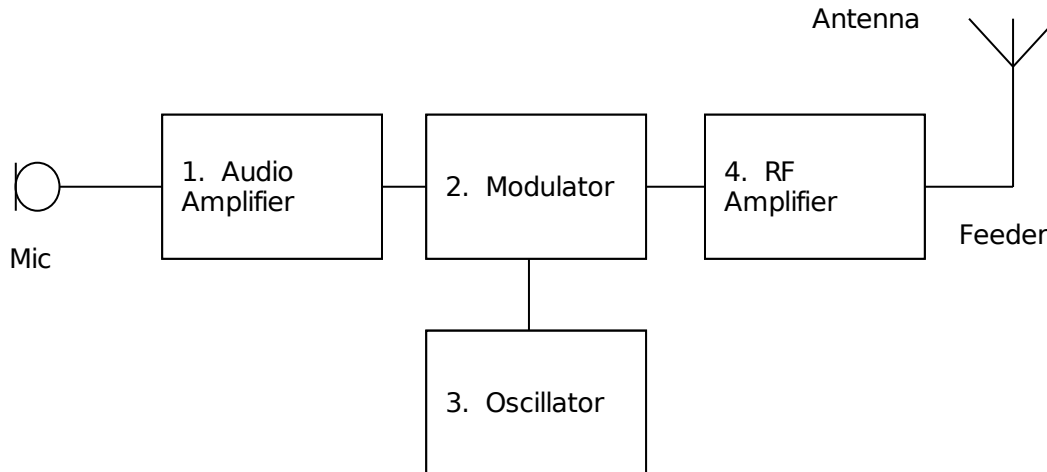 Antenna
1. Audio
Amplifier
2. Modulator
4. RF
Amplifier
Mic
Feeder
3. Oscillator